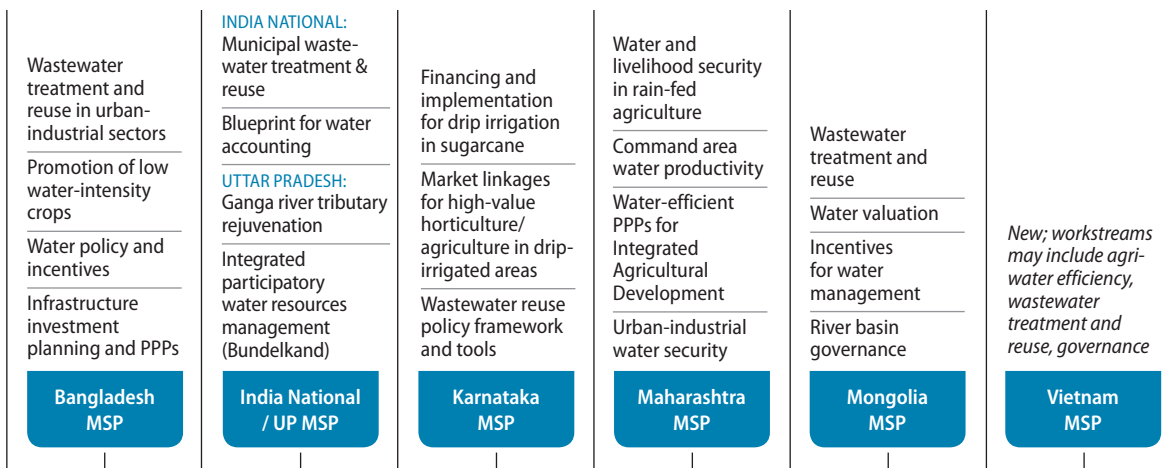 Wastewater
treatment and
reuse in urban-
industrial sectors
Promotion of low
water-intensity
crops
Water policy and
incentives
Infrastructure
investment
planning and PPPs
Bangladesh
MSP
INDIA NATIONAL:
Municipal waste-
water treatment &
reuse
Blueprint for water
accounting
UTTAR PRADESH:
Ganga river tributary
rejuvenation
Integrated
participatory
water resources
management
(Bundelkand)
India National
/ UP MSP
Financing and
implementation
for drip irrigation
in sugarcane
Market linkages
for high-value
horticulture/
agriculture in drip-
irrigated areas
Wastewater reuse
policy framework
and tools
Karnataka
MSP
Water and
livelihood security
in rain-fed
agriculture
Command area
water productivity
Water-efficient
PPPs for
Integrated
Agricultural
Development
Urban-industrial
water security
Maharashtra
MSP
Wastewater
treatment and
reuse
Water valuation
Incentives
for water
management
River basin
governance
Mongolia
MSP
New; workstreams
may include agri-
water efficiency,
wastewater
treatment and
reuse, governance
Vietnam
MSP